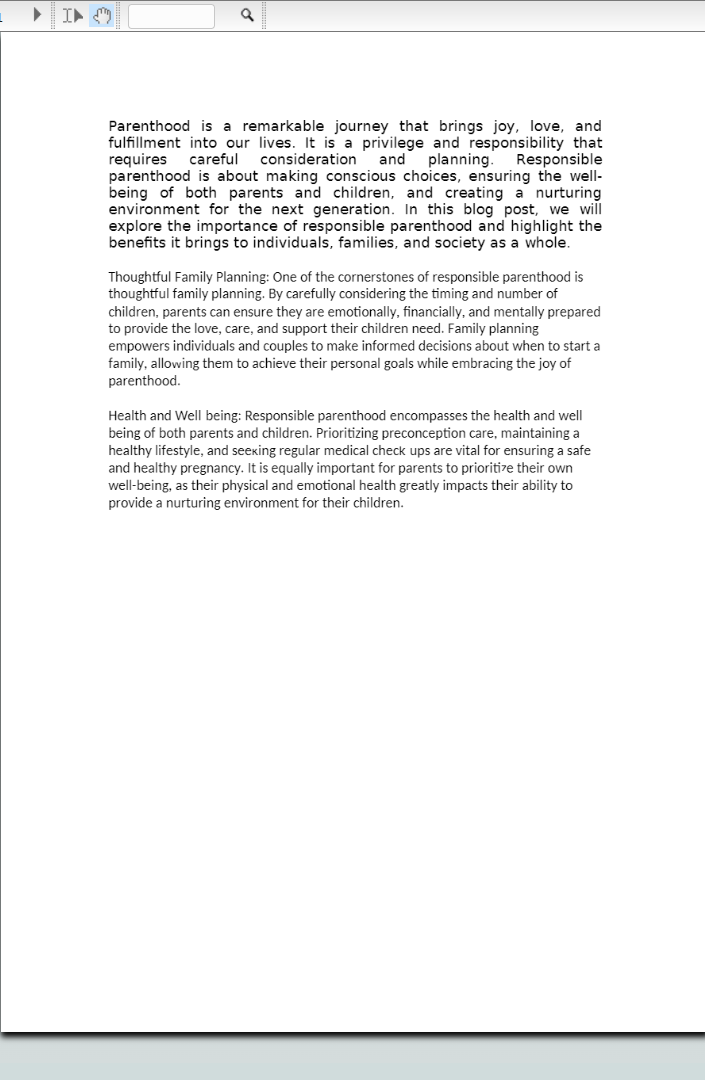 Parenthood is a remarkable journey that brings joy, love, and
fulfillment into our lives. It is a privilege and responsibility that
requires careful consideration and planning. Responsible
parenthood is about making conscious choices, ensuring the well-
being of both parents and children, and creating a nurturing
environment for the next generation. In this blog post, we will
explore the importance of responsible parenthood and highlight the
benefits it brings to individuals, families, and society as a whole.
Thoughtful Family Planning: One of the cornerstones of responsible parenthood is
thoughtful family planning. By carefully considering the timing and number of
children, parents can ensure they are emotionally, financially, and mentally prepared
to provide the love, care, and support their children need. Family planning
empowers individuals and couples to make informed decisions about when to start a
family, allowing them to achieve their personal goals while embracing the joy of
parenthood.
Health and Well being: Responsible parenthood encompasses the health and well
being of both parents and children. Prioritizing preconception care, maintaining a
healthy lifestyle, and seeking regular medical check ups are vital for ensuring a safe
and healthy pregnancy. It is equally important for parents to prioritize their own
well-being, as their physical and emotional health greatly impacts their ability to
provide a nurturing environment for their children.